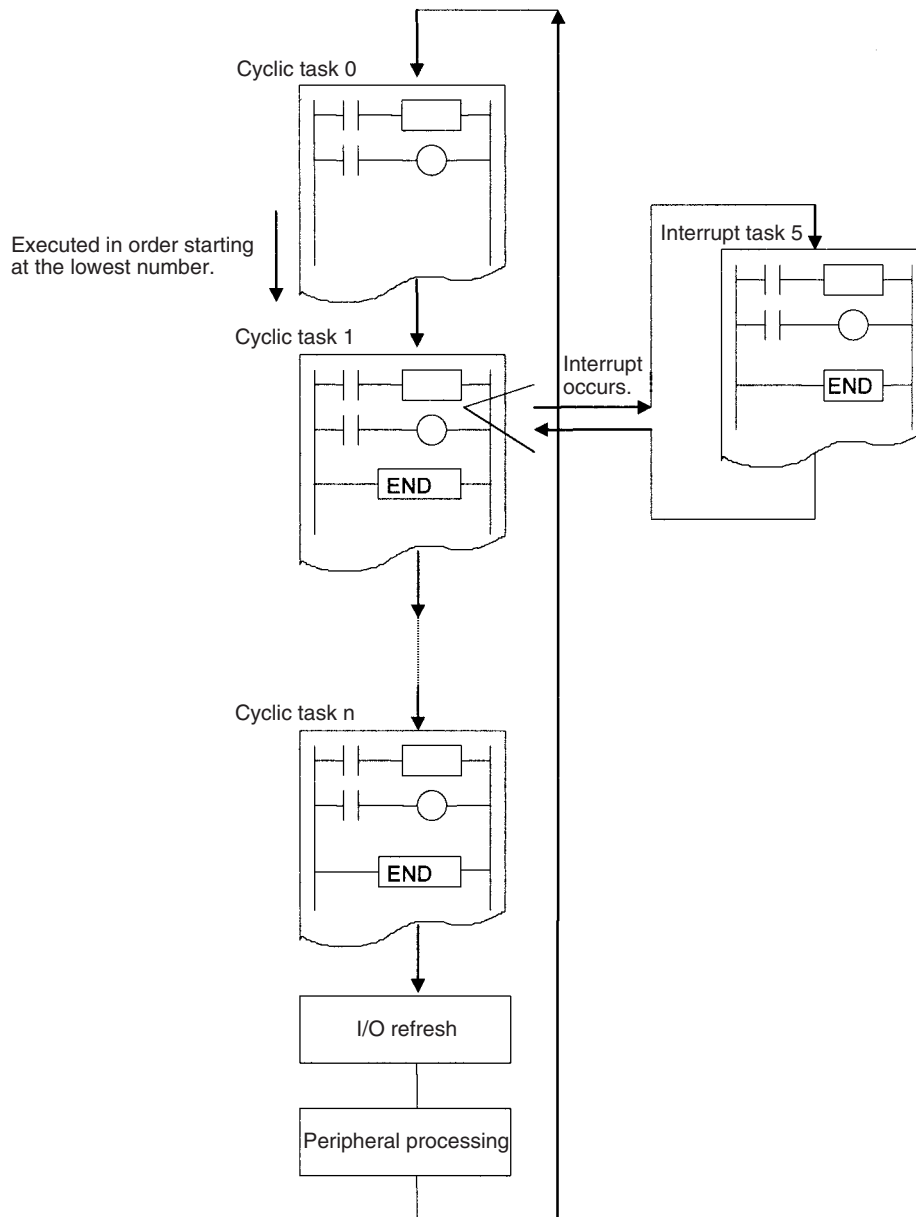 Cyclic task 0
Executed in order starting
at the lowest number.
Interrupt task 5
END
Cyclic task 1
Interrupt
occurs.
END
Cyclic task n
END
I/O refresh
Peripheral processing